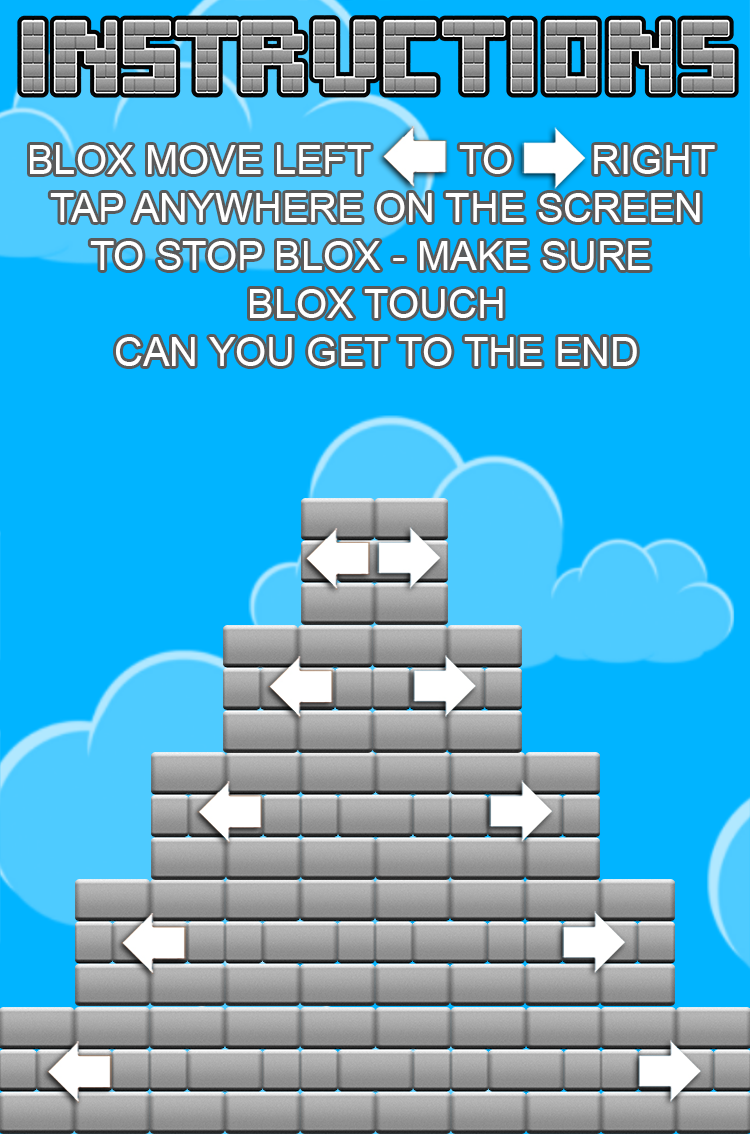 INSTRUCTIONS
BLOX MOVE LEFT TO RIGHT
TAP ANYWHERE ON THE SCREEN
TO STOP BLOX - MAKE SURE
BLOX TOUCH
CAN YOU GET TO THE END